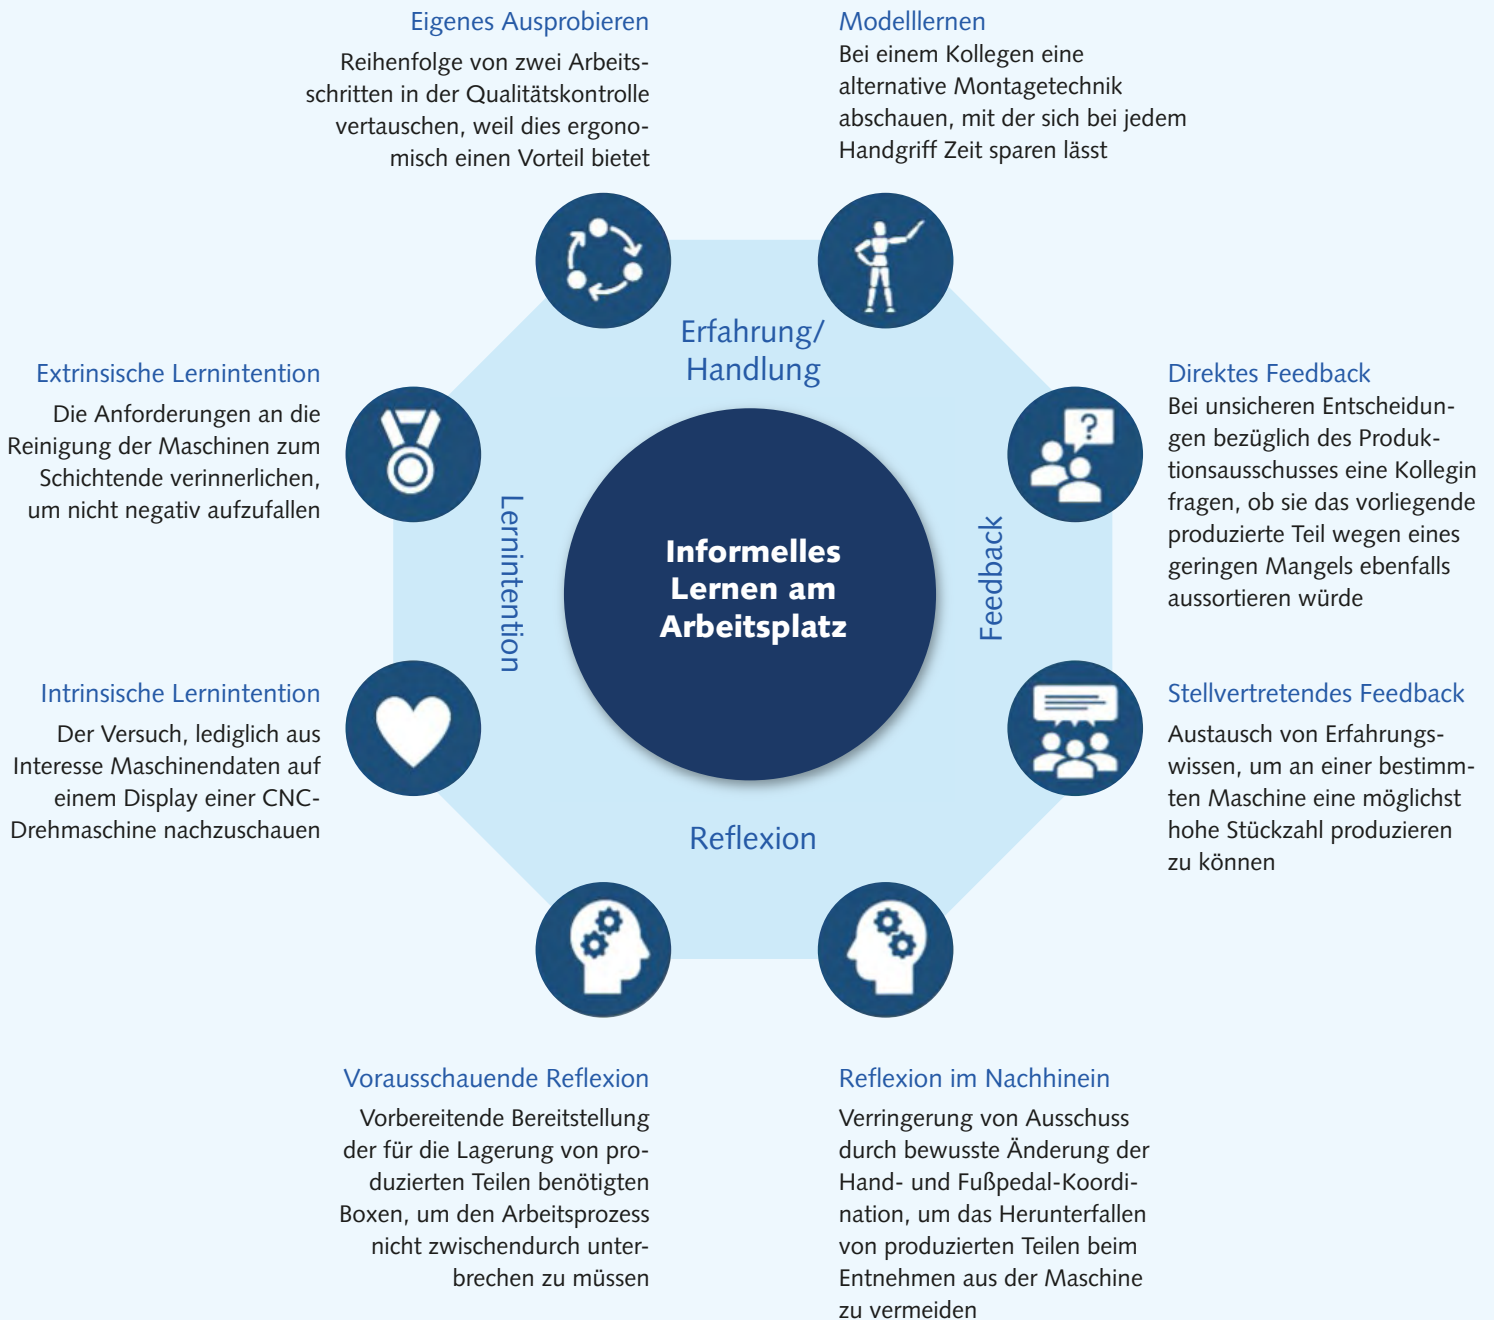 Eigenes Ausprobieren
Reihenfolge von zwei Arbeits-
schritten in der Qualitätskontrolle
vertauschen, weil dies ergono-
misch einen Vorteil bietet
Modelllernen
Bei einem Kollegen eine
alternative Montagetechnik
abschauen, mit der sich bei jedem
Handgriff Zeit sparen lässt
Erfahrung/
Handlung
Extrinsische Lernintention
Die Anforderungen an die
Reinigung der Maschinen zum
Schichtende verinnerlichen,
um nicht negativ aufzufallen
Direktes Feedback
Bei unsicheren Entscheidun-
gen bezüglich des Produk-
tionsausschusses eine Kollegin
fragen, ob sie das vorliegende
produzierte Teil wegen eines
geringen Mangels ebenfalls
aussortieren würde
?
Lernintention
Informelles
Lernen am
Arbeitsplatz
Feedback
Intrinsische Lernintention
Der Versuch, lediglich aus
Interesse Maschinendaten auf
einem Display einer CNC-
Drehmaschine nachzuschauen
Stellvertretendes Feedback
Austausch von Erfahrungs-
wissen, um an einer bestimm-
ten Maschine eine möglichst
hohe Stückzahl produzieren
zu können
Reflexion
Vorausschauende Reflexion
Vorbereitende Bereitstellung
der für die Lagerung von pro-
duzierten Teilen benötigten
Boxen, um den Arbeitsprozess
nicht zwischendurch unter-
brechen zu müssen
Reflexion im Nachhinein
Verringerung von Ausschuss
durch bewusste Änderung der
Hand- und Fußpedal-Koordi-
nation, um das Herunterfallen
von produzierten Teilen beim
Entnehmen aus der Maschine
zu vermeiden